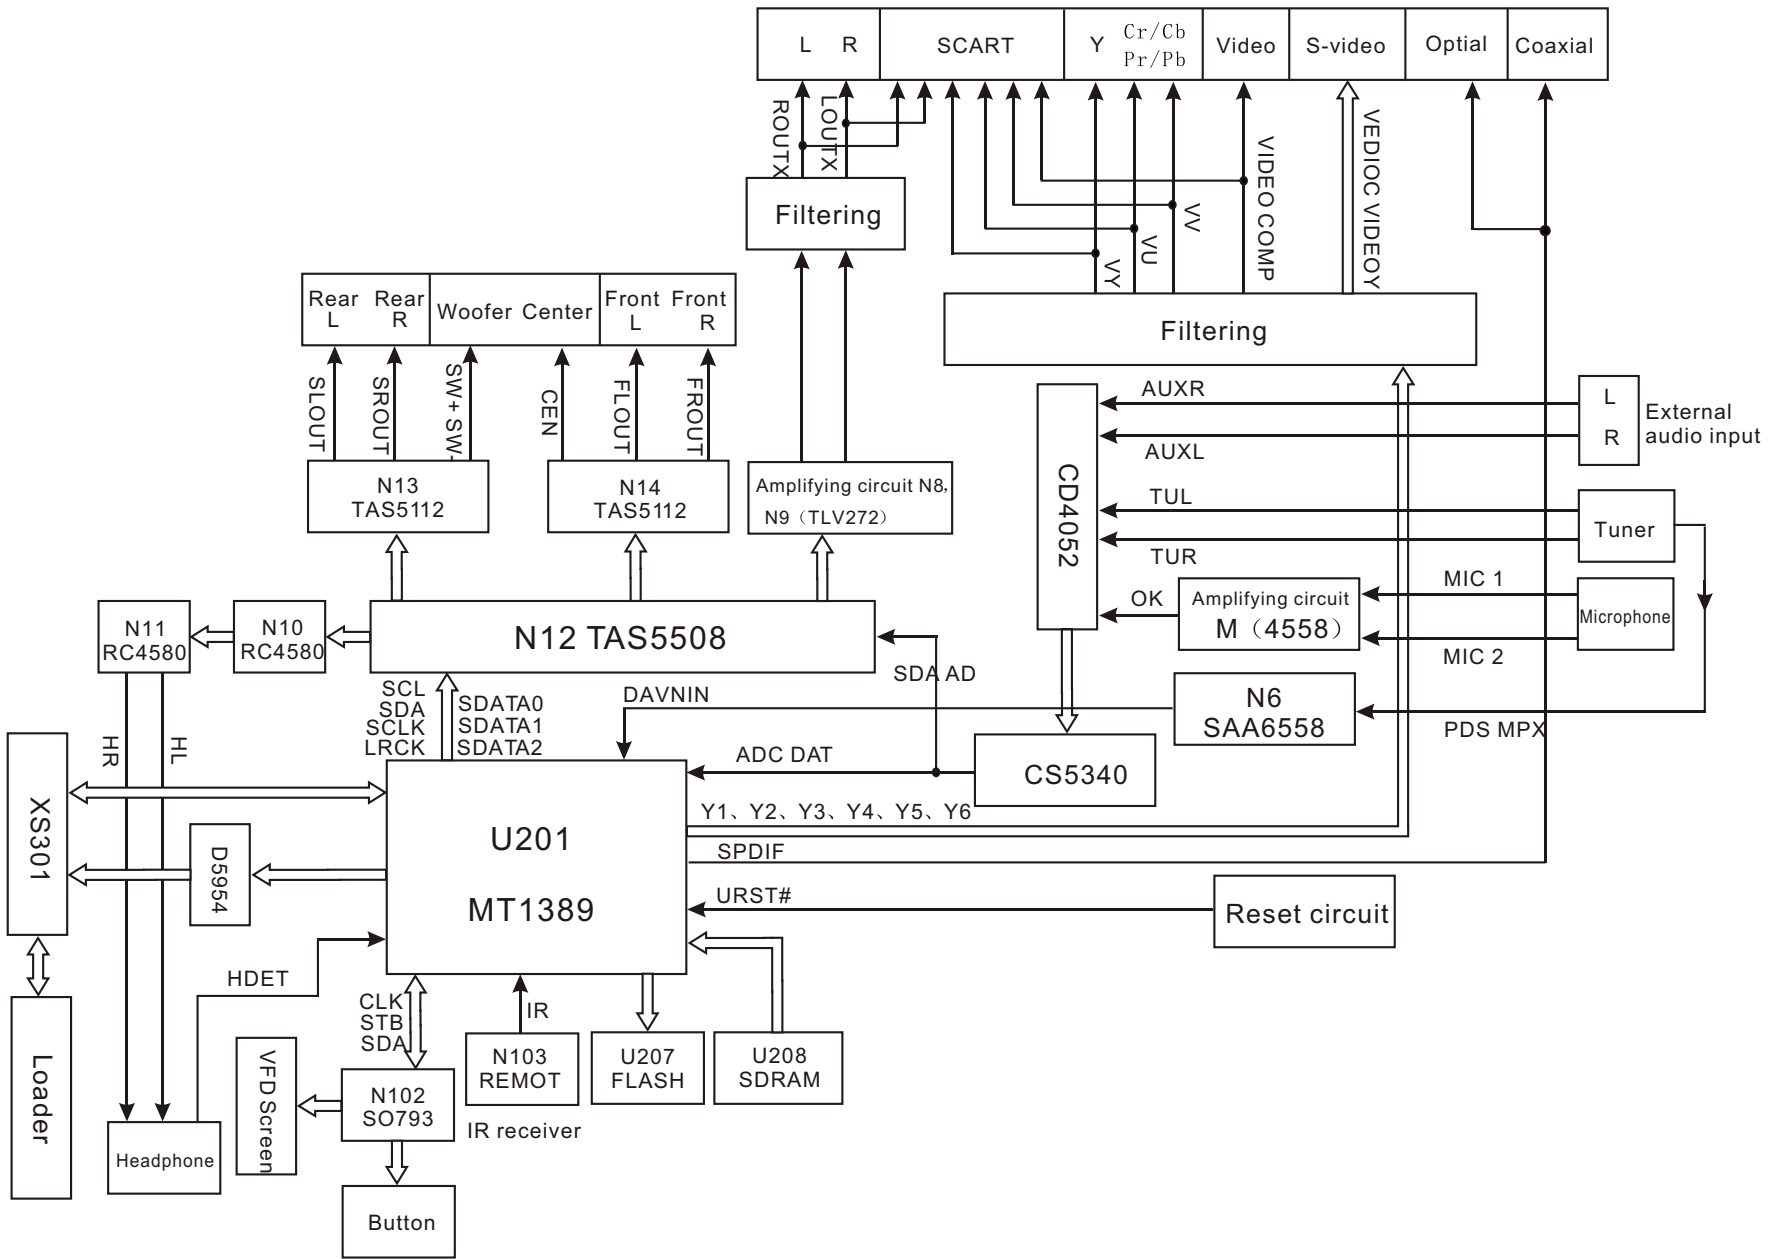 L R
SCART
Y
Cr/Cb
Pr/Pb
Video
S-video
Optial
Coaxial
ROUTX
LOUTX
VIDEO COMP
VEDIOC VIDEOY
VV
VU
VY
Filtering
Filtering
Rear L
Rear R
Woofer Center
Front L
Front R
SLOUT
SROUT
SW+ SW-
CEN
FLOUT
FROUT
N13
TAS5112
N14
TAS5112
Amplifying circuit N8,
N9（TLV272）
CD4052
AUXR
AUXL
L
R
External
audio input
TUL
TUR
Tuner
OK
Amplifying circuit
M（4558）
MIC 1
MIC 2
Microphone
N11
RC4580
N10
RC4580
N12 TAS5508
SDA AD
DAVNIN
N6
SAA6558
PDS MPX
SCL
SDA
SCLK
LRCK
SDATA0
SDATA1
SDATA2
HR
HL
ADC DAT
CS5340
XS301
D5954
U201
MT1389
Y1、Y2、Y3、Y4、Y5、Y6
SPDIF
URST#
Reset circuit
HDET
CLK
STB
SDA
IR
Loader
Headphone
VFD Screen
N102
SO793
N103
REMOT
IR receiver
U207
FLASH
U208
SDRAM
Button